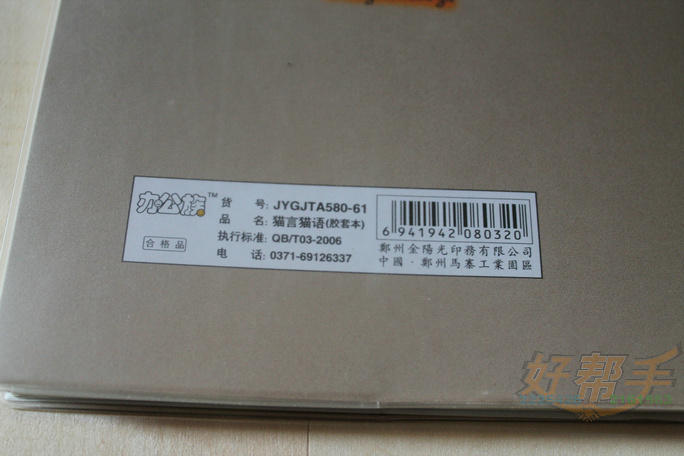 办公族™
合格品
货 号: JYGJTA580-61
品 名: 猫言猫语(胶套本)
执行标准: QB/T03-2006
电 话: 0371-69126337
6 941942 080320
鄭州金陽光印務有限公司
中國·鄭州馬寨工業園區
好帮手